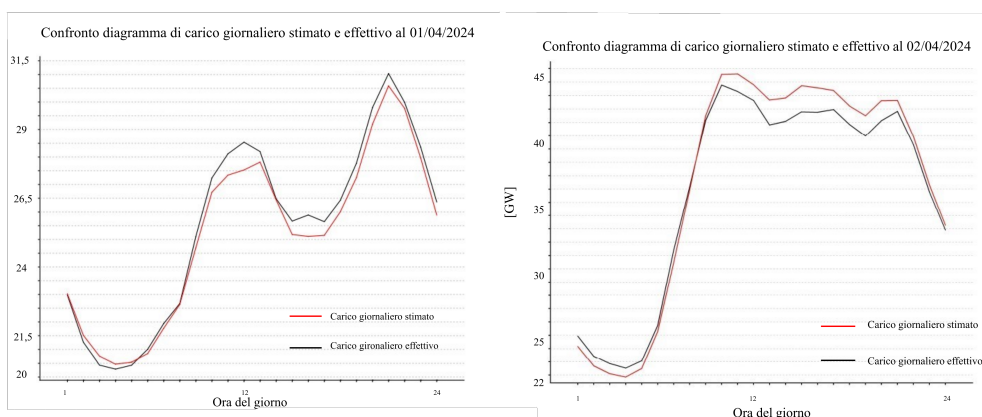 Confronto diagramma di carico giornaliero stimato e effettivo al 01/04/2024
31,5
29
26,5
24
21,5
20
Carico giornaliero stimato
Carico gironaliero effettivo
1
12
24
Ora del giorno
Confronto diagramma di carico giornaliero stimato e effettivo al 02/04/2024
[GW]
45
40
35
30
25
22
Carico giornaliero stimato
Carico giornaliero effettivo
1
12
24
Ora del giorno